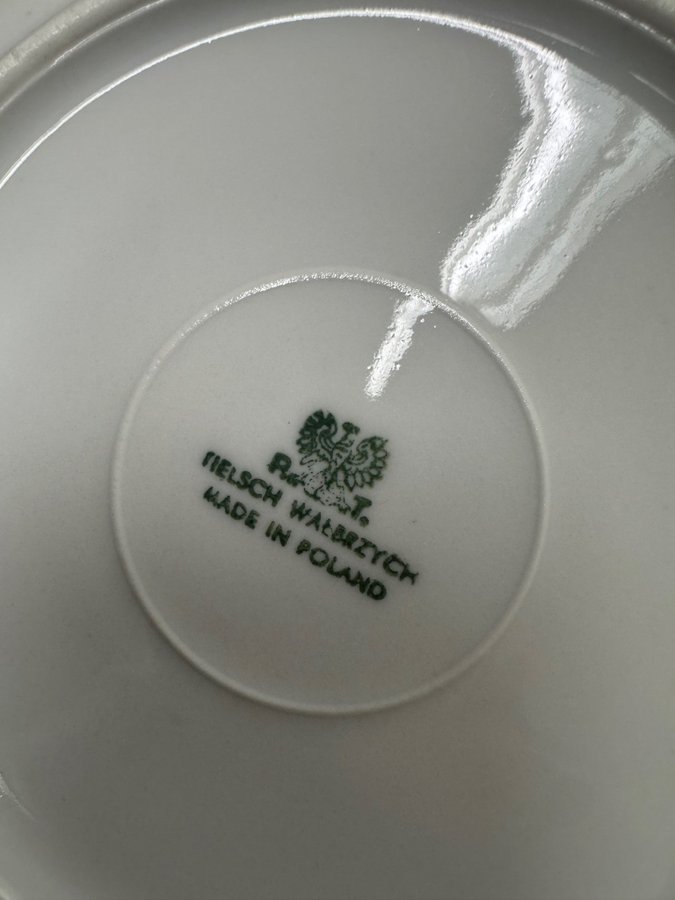 P. T.
TIELSCH WAŁBRZYCH
MADE IN POLAND